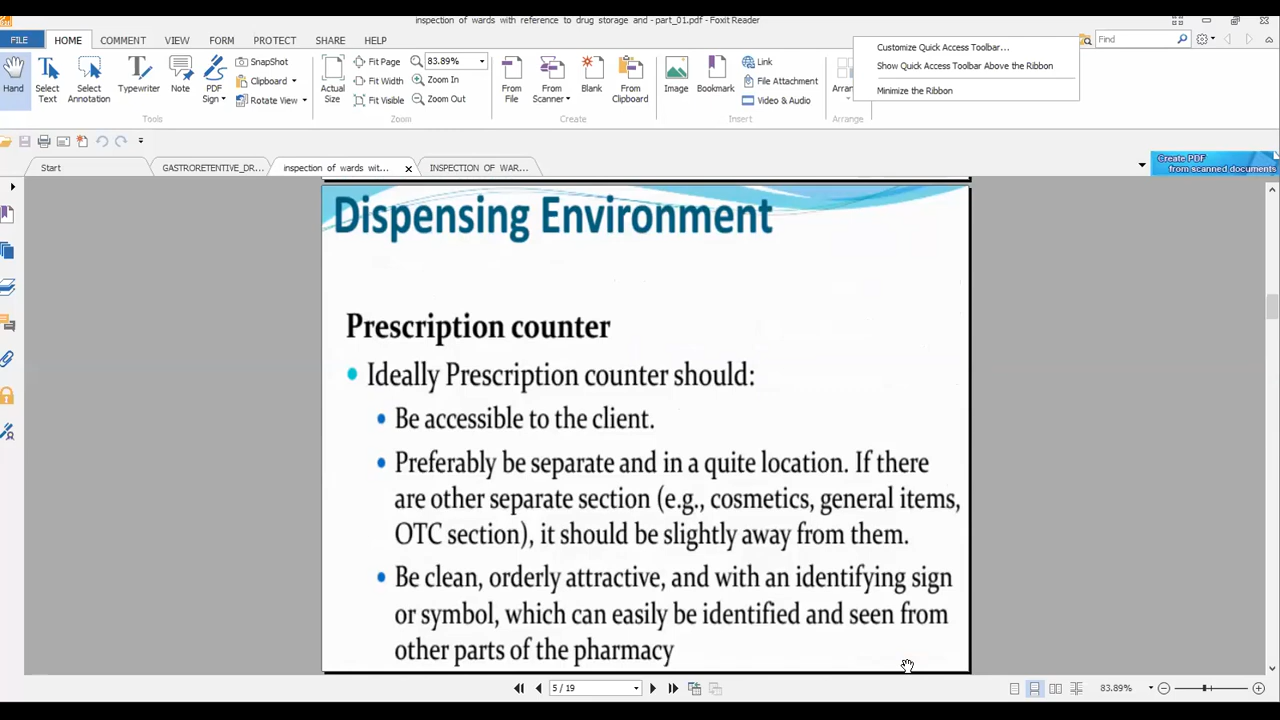 inspection of wards with reference to drug storage and - part_01.pdf - Foxit Reader
FILE HOME COMMENT VIEW FORM PROTECT SHARE HELP
Customize Quick Access Toolbar...
Show Quick Access Toolbar Above the Ribbon
Minimize the Ribbon
Find
Hand
Select Text
Select Annotation
Typewriter
Note
PDF Sign
SnapShot
Clipboard
Rotate View
Tools
Actual Size
Fit Page
Fit Width
Fit Visible
83.89%
Zoom In
Zoom Out
Zoom
From File
From Scanner
Blank
From Clipboard
Create
Image
Bookmark
Link
File Attachment
Video & Audio
Insert
Arrange
Start
GASTRORETENTIVE_DR...
inspection of wards wit...
INSPECTION OF WAR...
Create PDF
from scanned documents
Dispensing Environment
Prescription counter
• Ideally Prescription counter should:
• Be accessible to the client.
• Preferably be separate and in a quite location. If there
are other separate section (e.g., cosmetics, general items,
OTC section), it should be slightly away from them.
• Be clean, orderly attractive, and with an identifying sign
or symbol, which can easily be identified and seen from
other parts of the pharmacy
5 / 19
83.89%